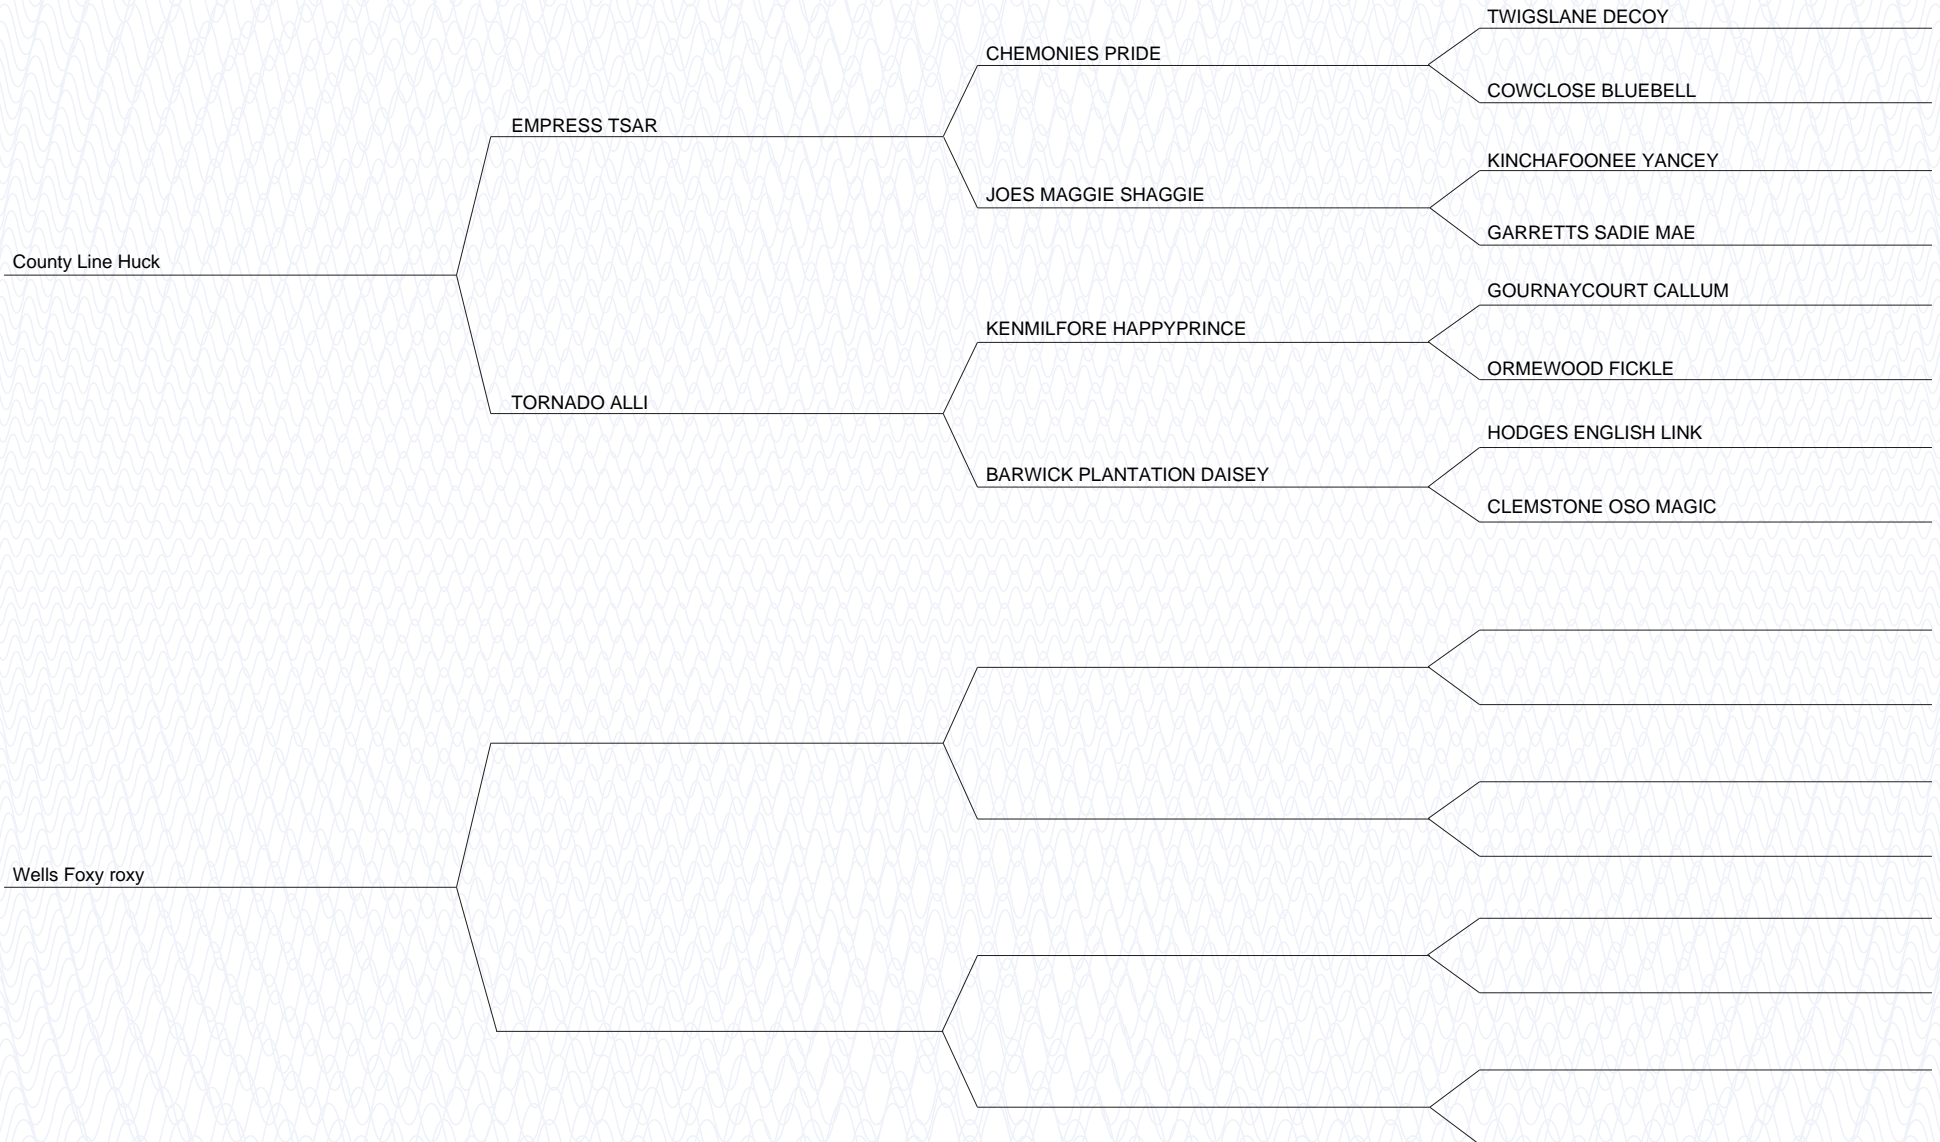 TWIGSLANE DECOY
CHEMONIES PRIDE
COWCLOSE BLUEBELL
EMPRESS TSAR
KINCHAFOONEE YANCEY
JOES MAGGIE SHAGGIE
GARRETTS SADIE MAE
County Line Huck
GOURNAYCOURT CALLUM
KENMILFORE HAPPYPRINCE
ORMEWOOD FICKLE
TORNADO ALLI
HODGES ENGLISH LINK
BARWICK PLANTATION DAISEY
CLEMSTONE OSO MAGIC
Wells Foxy roxy